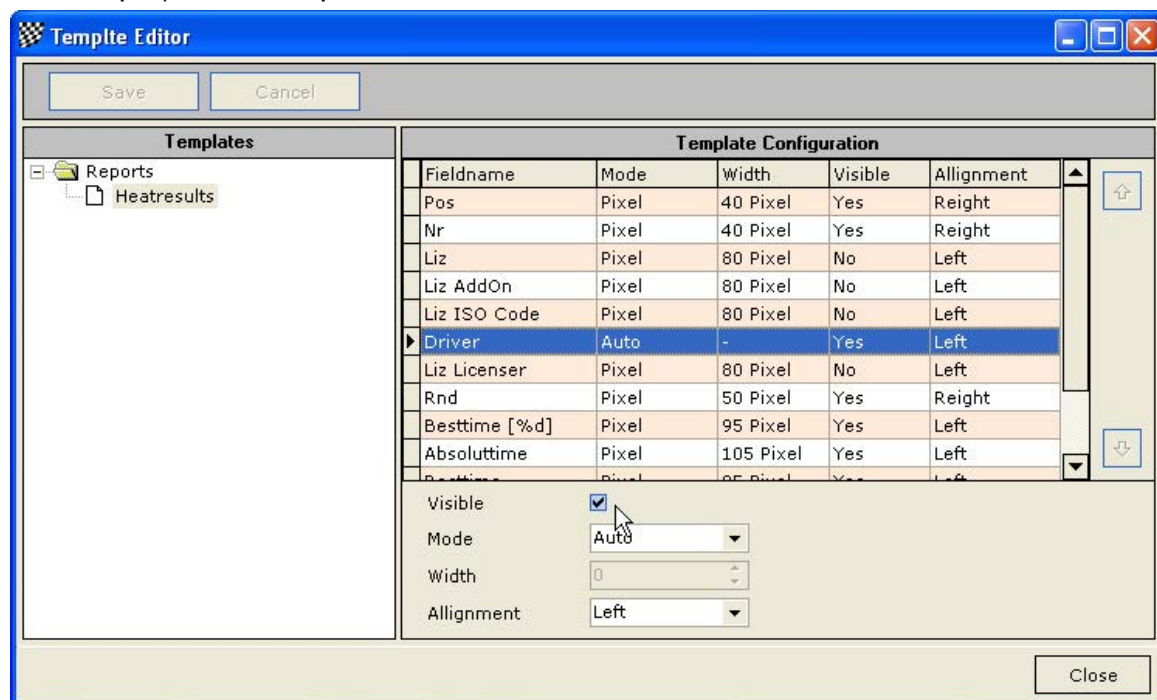 Templte Editor
Save Cancel
Templates
Reports
Heatresults
Template Configuration
Fieldname Mode Width Visible Allignment
Pos Pixel 40 Pixel Yes Reight
Nr Pixel 40 Pixel Yes Reight
Liz Pixel 80 Pixel No Left
Liz AddOn Pixel 80 Pixel No Left
Liz ISO Code Pixel 80 Pixel No Left
Driver Auto - Yes Left
Liz Licenser Pixel 80 Pixel No Left
Rnd Pixel 50 Pixel Yes Reight
Besttime [%d] Pixel 95 Pixel Yes Left
Absoluttime Pixel 105 Pixel Yes Left
Visible
Mode Auto
Width 0
Allignment Left
Close